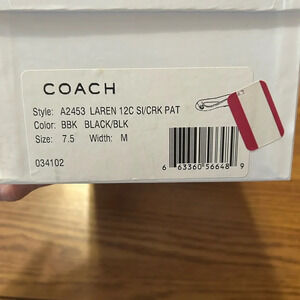 COACH
Style: A2453 LAREN 12C SI/CRK PAT
Color: BBK BLACK/BLK
Size: 7.5 Width: M
034102
6 63360 56648 9